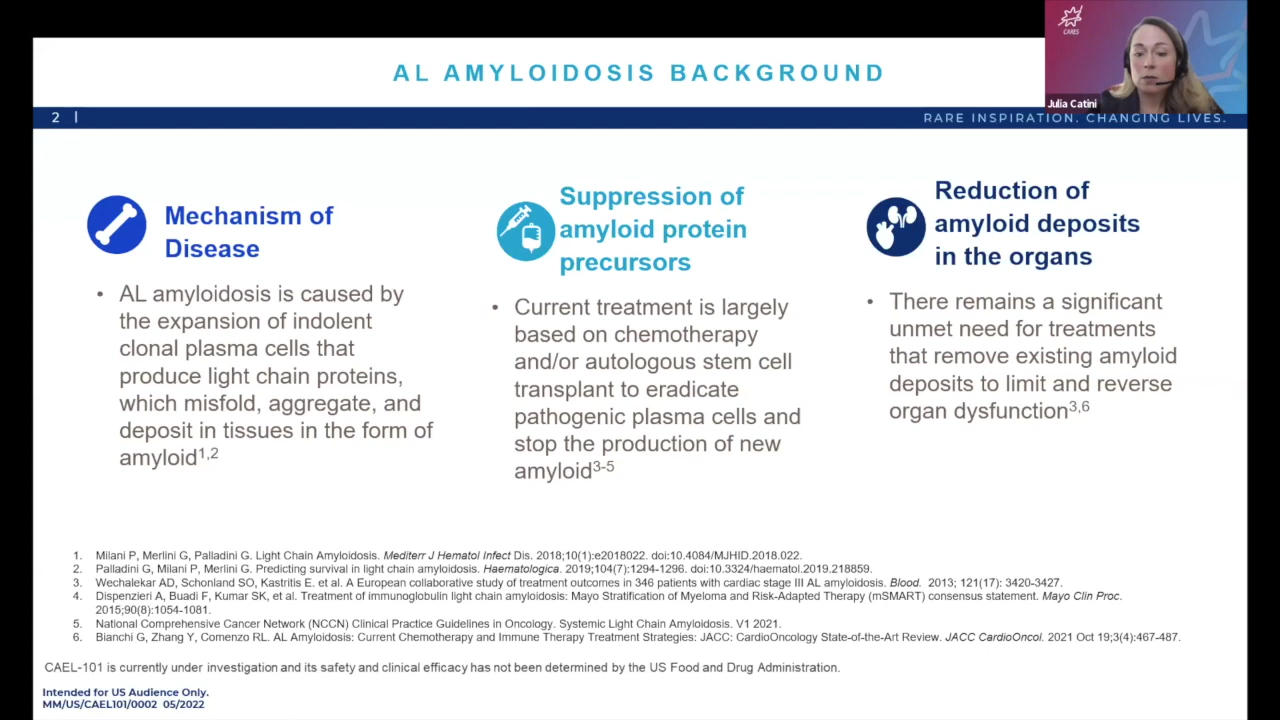 CARES
Julia Catini
AL AMYLOIDOSIS BACKGROUND
2 |
RARE INSPIRATION. CHANGING LIVES.
Mechanism of
Disease
• AL amyloidosis is caused by
the expansion of indolent
clonal plasma cells that
produce light chain proteins,
which misfold, aggregate, and
deposit in tissues in the form of
amyloid1,2
Suppression of
amyloid protein
precursors
• Current treatment is largely
based on chemotherapy
and/or autologous stem cell
transplant to eradicate
pathogenic plasma cells and
stop the production of new
amyloid3-5
Reduction of
amyloid deposits
in the organs
• There remains a significant
unmet need for treatments
that remove existing amyloid
deposits to limit and reverse
organ dysfunction3,6
1. Milani P, Merlini G, Palladini G. Light Chain Amyloidosis. Mediterr J Hematol Infect Dis. 2018;10(1):e2018022. doi:10.4084/MJHID.2018.022.
2. Palladini G, Milani P, Merlini G. Predicting survival in light chain amyloidosis. Haematologica. 2019;104(7):1294-1296. doi:10.3324/haematol.2019.218859.
3. Wechalekar AD, Schonland SO, Kastritis E. et al. A European collaborative study of treatment outcomes in 346 patients with cardiac stage III AL amyloidosis. Blood. 2013; 121(17): 3420-3427.
4. Dispenzieri A, Buadi F, Kumar SK, et al. Treatment of immunoglobulin light chain amyloidosis: Mayo Stratification of Myeloma and Risk-Adapted Therapy (mSMART) consensus statement. Mayo Clin Proc.
2015;90(8):1054-1081.
5. National Comprehensive Cancer Network (NCCN) Clinical Practice Guidelines in Oncology. Systemic Light Chain Amyloidosis. V1 2021.
6. Bianchi G, Zhang Y, Comenzo RL. AL Amyloidosis: Current Chemotherapy and Immune Therapy Treatment Strategies: JACC: CardioOncology State-of-the-Art Review. JACC CardioOncol. 2021 Oct 19;3(4):467-487.
CAEL-101 is currently under investigation and its safety and clinical efficacy has not been determined by the US Food and Drug Administration.
Intended for US Audience Only.
MM/US/CAEL101/0002 05/2022